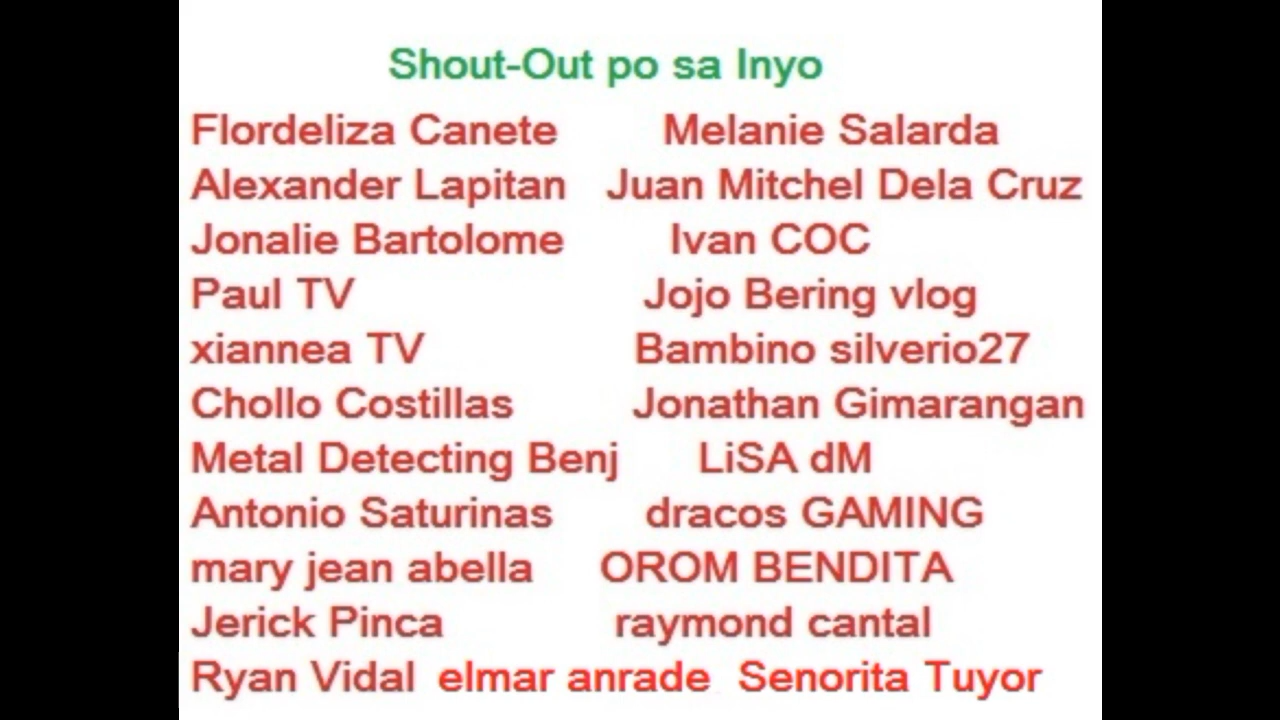 Shout-Out po sa Inyo
Flordeliza Canete Melanie Salarda
Alexander Lapitan Juan Mitchel Dela Cruz
Jonalie Bartolome Ivan COC
Paul TV Jojo Bering vlog
xiannea TV Bambino silverio27
Chollo Costillas Jonathan Gimarangan
Metal Detecting Benj LiSA dM
Antonio Saturinas dracos GAMING
mary jean abella OROM BENDITA
Jerick Pinca raymond cantal
Ryan Vidal elmar anrade Senorita Tuyor